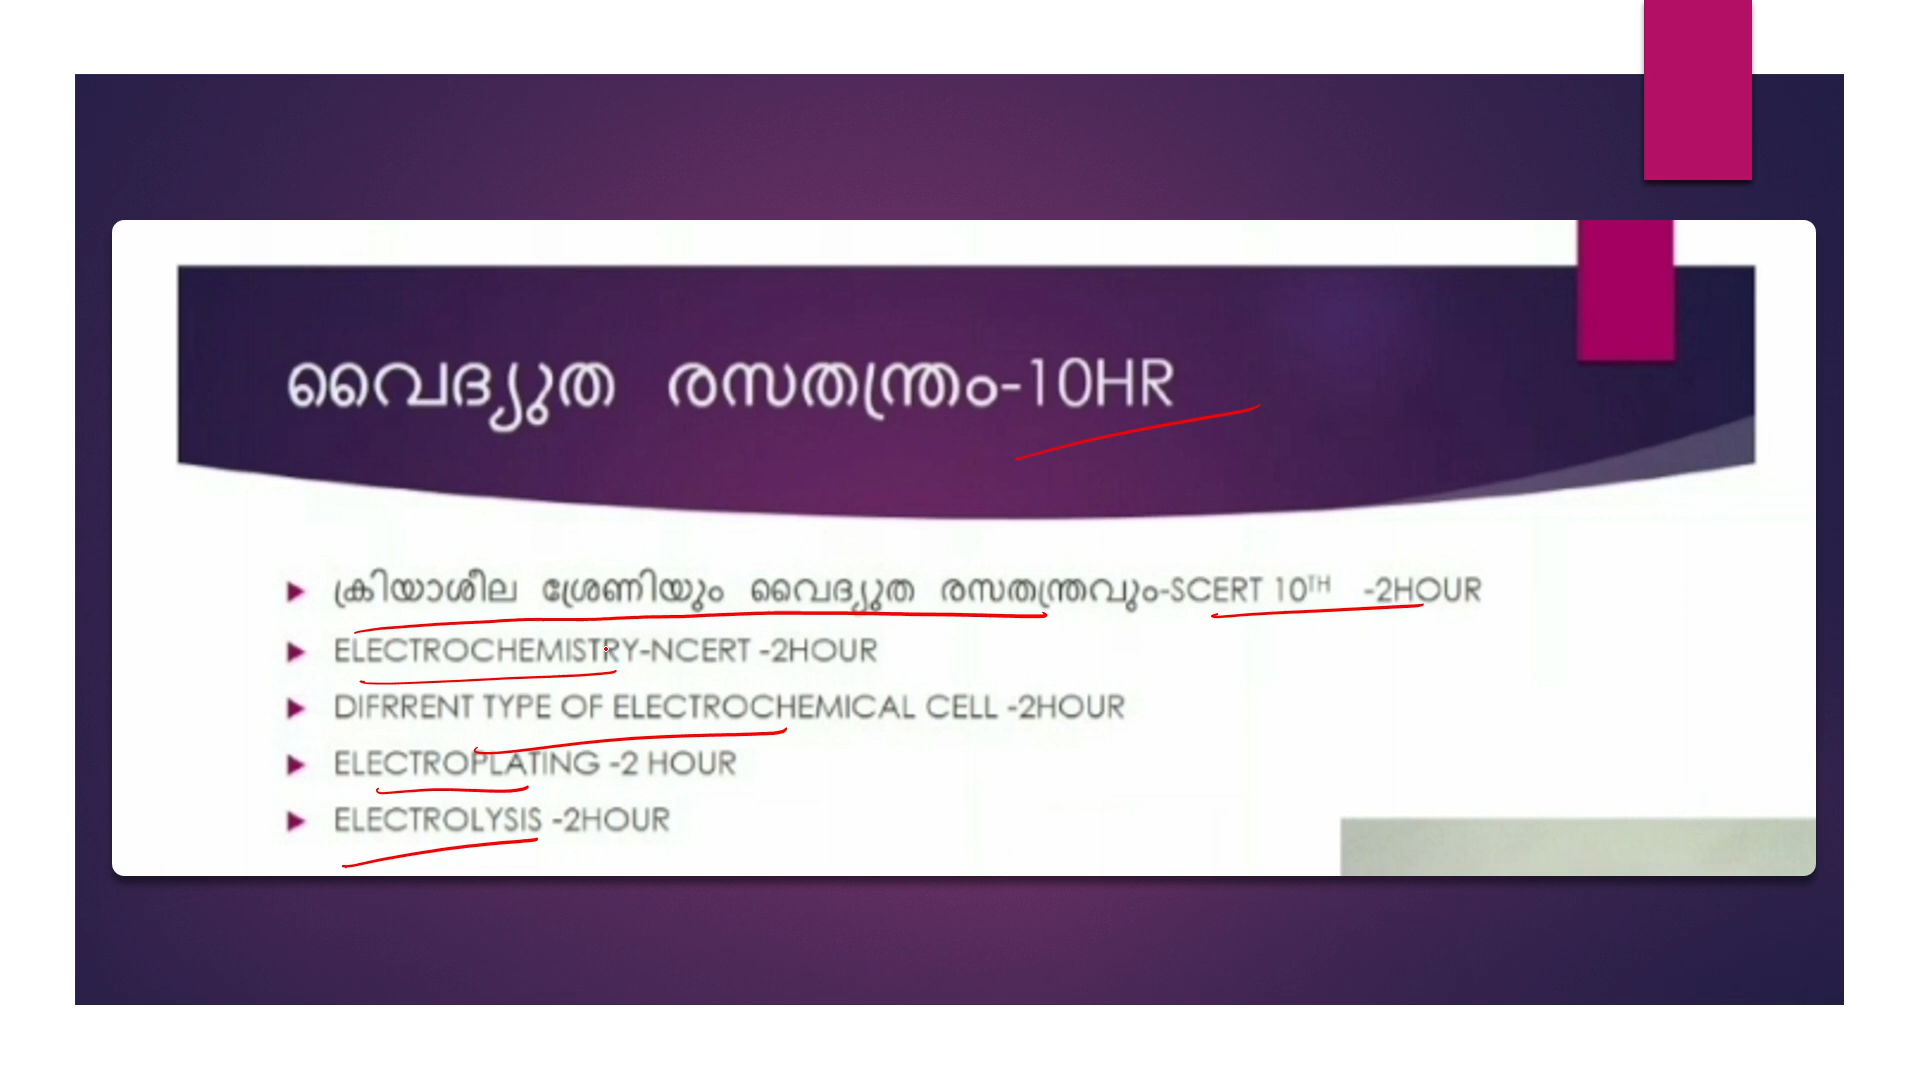 വൈദ്യുത രസതന്ത്രം-10HR
ക്രിയാശീല ശ്രേണിയും വൈദ്യുത രസതന്ത്രവും-SCERT 10TH -2HOUR
ELECTROCHEMISTRY-NCERT -2HOUR
DIFRRENT TYPE OF ELECTROCHEMICAL CELL -2HOUR
ELECTROPLATING -2 HOUR
ELECTROLYSIS -2HOUR